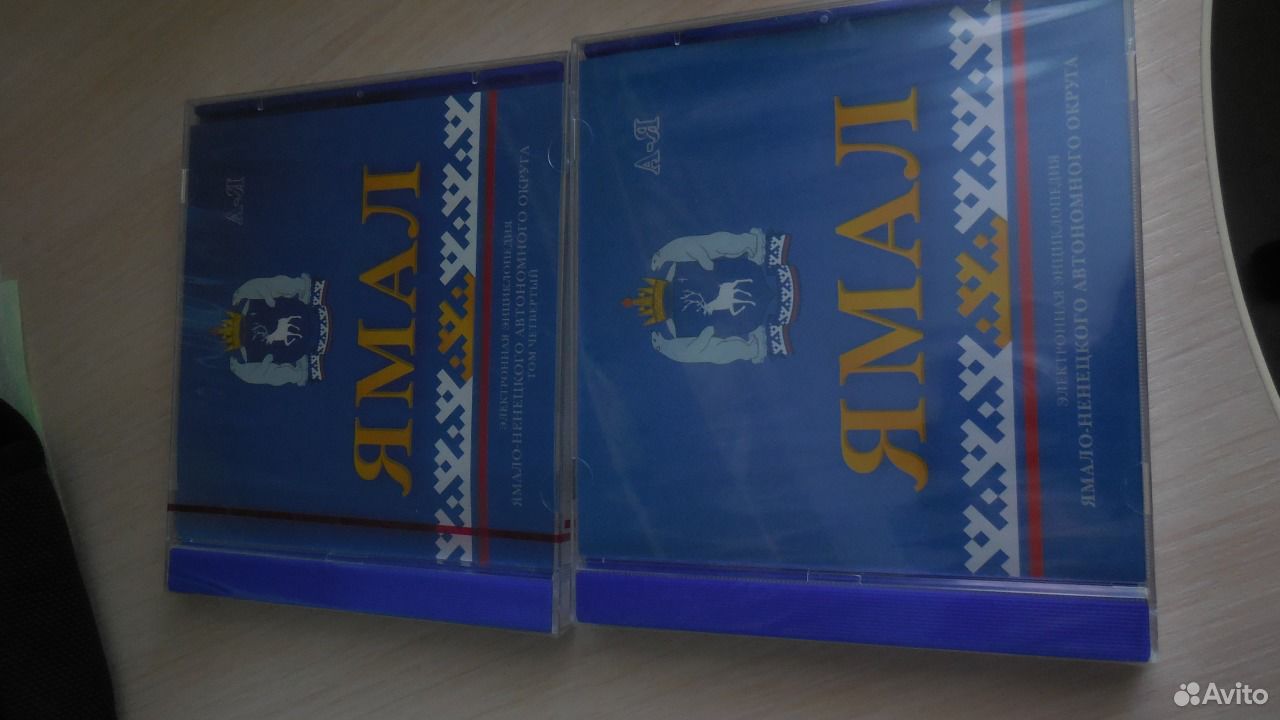 А-Я
ЯМАЛ
ЭЛЕКТРОННАЯ ЭНЦИКЛОПЕДИЯ
ЯМАЛО-НЕНЕЦКОГО АВТОНОМНОГО ОКРУГА
ТОМ ЧЕТВЕРТЫЙ
А-Я
ЯМАЛ
ЭЛЕКТРОННАЯ ЭНЦИКЛОПЕДИЯ
ЯМАЛО-НЕНЕЦКОГО АВТОНОМНОГО ОКРУГА
Avito